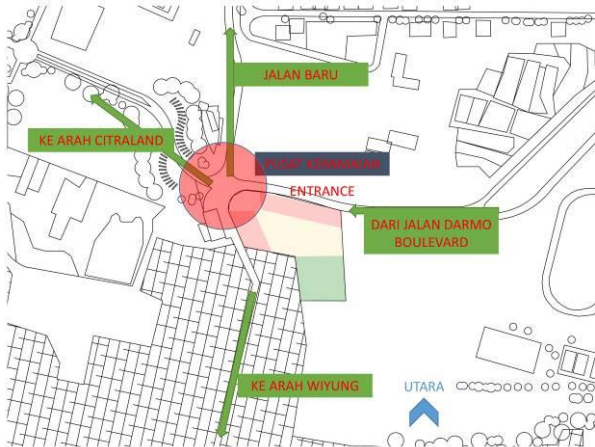 JALAN BARU
KE ARAH CITRALAND
PUSAT KERAMAIAN
ENTRANCE
DARI JALAN DARMO
BOULEVARD
KE ARAH WIYUNG
UTARA